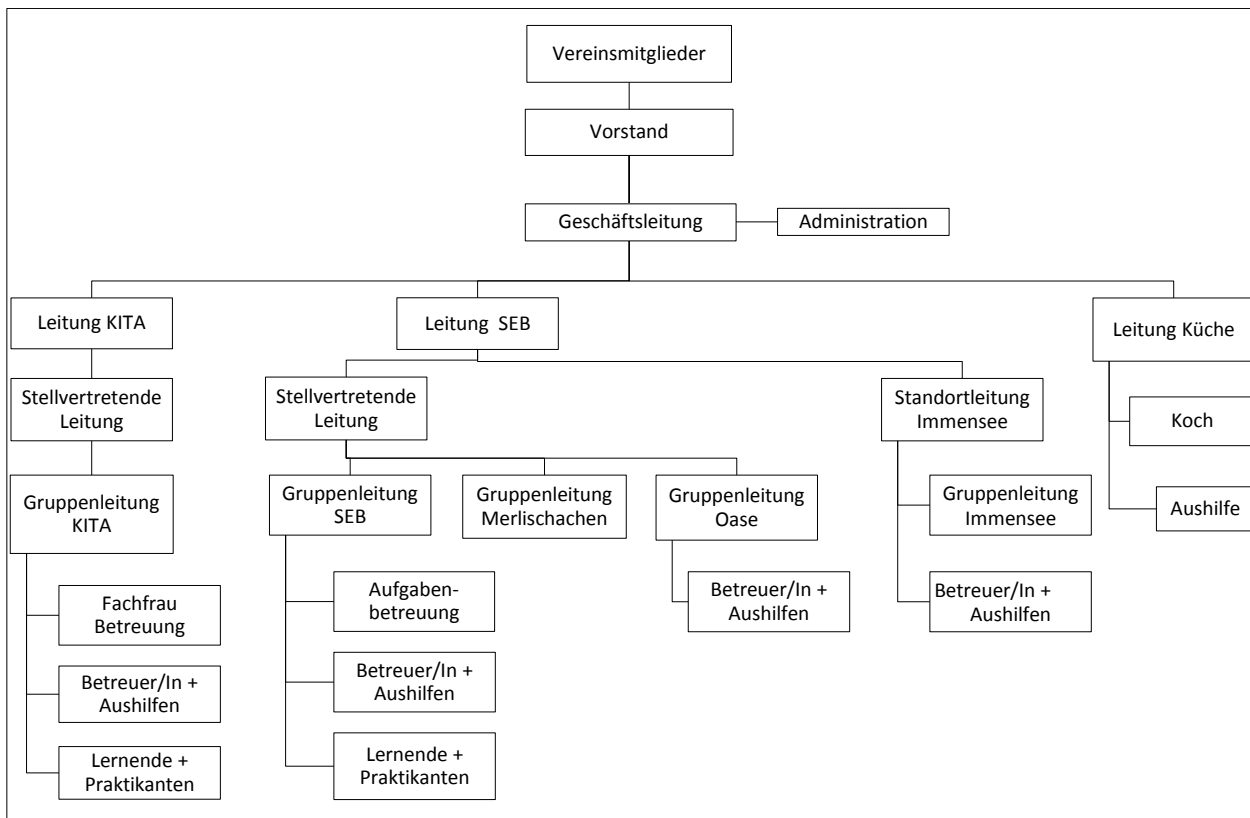 Vereinsmitglieder
Vorstand
Geschäftsleitung
Administration
Leitung KITA
Leitung SEB
Leitung Küche
Stellvertretende
Leitung
Stellvertretende
Leitung
Standortleitung
Immensee
Koch
Gruppenleitung
KITA
Gruppenleitung
SEB
Gruppenleitung
Merlischachen
Gruppenleitung
Oase
Gruppenleitung
Immensee
Aushilfe
Fachfrau
Betreuung
Aufgaben-
betreuung
Betreuer/In +
Aushilfen
Betreuer/In +
Aushilfen
Betreuer/In +
Aushilfen
Betreuer/In +
Aushilfen
Lernende +
Praktikanten
Lernende +
Praktikanten